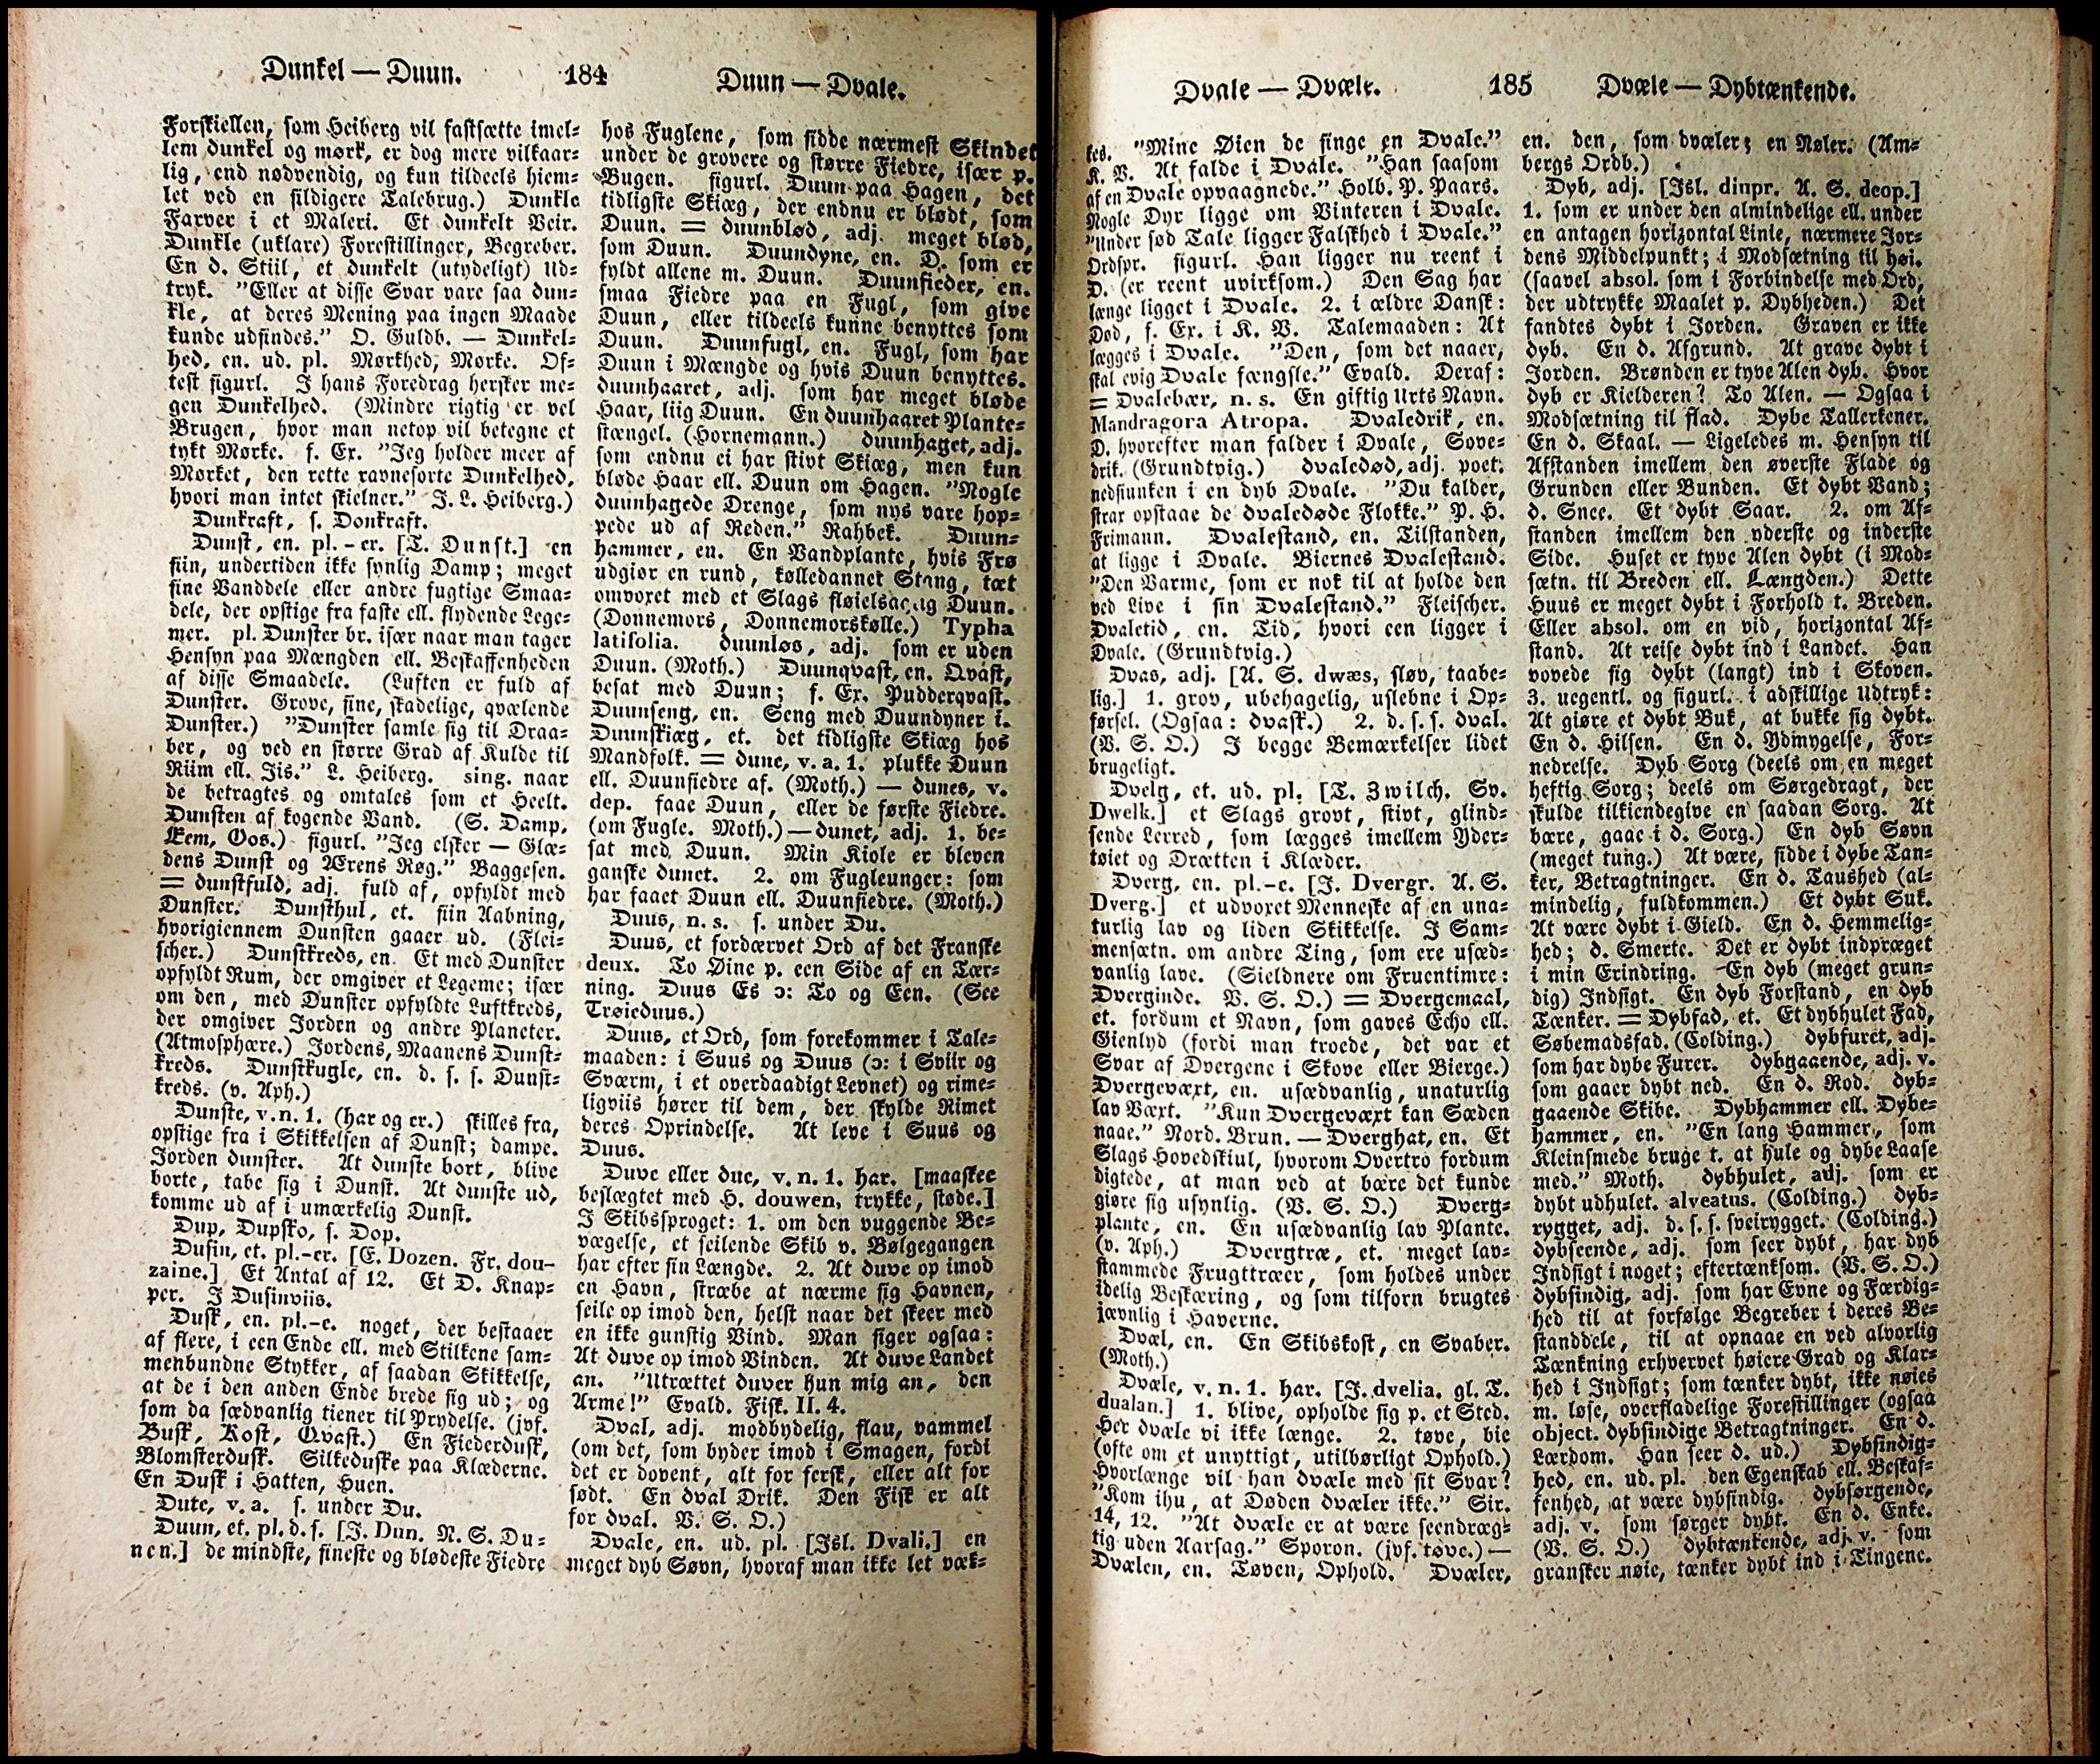 Dunkel — Duun.
184
Duun — Dvale.
Forskiellen, som Heiberg vil fastsætte imel-
lem dunkel og mørk, er dog mere vilkaar-
lig, end nødvendig, og kun tildeels hiem-
let ved en sildigere Talebrug.) Dunkle
Farver i et Maleri. Et dunkelt Veir.
Dunkle (uklare) Forestillinger, Begreber.
En d. Stiil, et dunkelt (utydeligt) Ud-
tryk. "Eller at disse Svar vare saa dun-
kle, at deres Mening paa ingen Maade
kunde udfindes." O. Guldb. — Dunkel-
hed, en. ud. pl. Mørkhed, Mørke. Of-
test figurl. I hans Foredrag hersker me-
gen Dunkelhed. (Mindre rigtig er vel
Brugen, hvor man netop vil betegne et
tykt Mørke. f. Ex. "Jeg holder meer af
Mørket, den rette ravnesorte Dunkelhed,
hvori man intet skielner." J. L. Heiberg.)
Dunkraft, s. Donkraft.
Dunst, en. pl. -er. [T. Dunst.] en
fiin, undertiden ikke synlig Damp; meget
fine Vanddele eller andre fugtige Smaa-
dele, der opstige fra faste ell. flydende Lege-
mer. pl. Dunster br. især naar man tager
Hensyn paa Mængden ell. Beskaffenheden
af disse Smaadele. (Luften er fuld af
Dunster. Grove, fine, skadelige, qvælende
Dunster.) "Dunster samle sig til Draa-
ber, og ved en større Grad af Kulde til
Riim ell. Jis." L. Heiberg. sing. naar
de betragtes og omtales som et Heelt.
Dunsten af kogende Vand. (S. Damp,
Eem, Oos.) figurl. "Jeg elsker — Glæ-
dens Dunst og Ærens Røg." Baggesen.
= dunstfuld, adj. fuld af, opfyldt med
Dunster. Dunsthul, et. fiin Aabning,
hvorigiennem Dunsten gaaer ud. (Flei-
scher.) Dunstkreds, en. Et med Dunster
opfyldt Rum, der omgiver et Legeme; især
om den, med Dunster opfyldte Luftkreds,
der omgiver Jorden og andre Planeter.
(Atmosphære.) Jordens, Maanens Dunst-
kreds. Dunstkugle, en. d. s. s. Dunst-
kreds. (v. Aph.)
Dunste, v. n. 1. (har og er.) skilles fra,
opstige fra i Skikkelsen af Dunst; dampe.
Jorden dunster. At dunste bort, blive
borte, tabe sig i Dunst. At dunste ud,
komme ud af i umærkelig Dunst.
Dup, Dupsko, s. Dop.
Dusin, et. pl.-er. [E. Dozen. Fr. dou-
zaine.] Et Antal af 12. Et D. Knap-
per. I Dusinviis.
Dusk, en. pl.-e. noget, der bestaaer
af flere, i een Ende ell. med Stilkene sam-
menbundne Stykker, af saadan Skikkelse,
at de i den anden Ende brede sig ud; og
som da sædvanlig tiener til Prydelse. (jvf.
Busk, Kost, Qvast.) En Fiederdusk,
Blomsterdusk. Silkeduske paa Klæderne.
En Dusk i Hatten, Huen.
Dute, v. a. s. under Du.
Duun, et. pl. d. s. [J. Dun. N. S. Du-
nen.] de mindste, fineste og blødeste Fiedre
hos Fuglene, som sidde nærmest Skindet
under de grovere og større Fiedre, især p.
Bugen. figurl. Duun paa Hagen, det
tidligste Skiæg, der endnu er blødt, som
Duun. = duunblød, adj. meget blød,
som Duun. Duundyne, en. D. som er
fyldt allene m. Duun. Duunfieder, en.
smaa Fiedre paa en Fugl, som give
Duun, eller tildeels kunne benyttes som
Duun. Duunfugl, en. Fugl, som har
Duun i Mængde og hvis Duun benyttes.
duunhaaret, adj. som har meget bløde
Haar, liig Duun. En duunhaaret Plante-
stængel. (Hornemann.) duunhaget, adj.
som endnu ei har stivt Skiæg, men kun
bløde Haar ell. Duun om Hagen. "Nogle
duunhagede Drenge, som nys vare hop-
pede ud af Reden." Rahbek. Duun-
hammer, en. En Vandplante, hvis Frø
udgiør en rund, kølledannet Stang, tæt
omvoxet med et Slags fløielsagtig Duun.
(Donnemors, Donnemorskølle.) Typha
latifolia. duunløs, adj. som er uden
Duun. (Moth.) Duunqvast, en. Qvast,
besat med Duun; f. Ex. Pudderqvast.
Duunseng, en. Seng med Duundyner i.
Duunskiæg, et. det tidligste Skiæg hos
Mandfolk. = dune, v. a. 1. plukke Duun
ell. Duunfiedre af. (Moth.) — dunes, v.
dep. faae Duun, eller de første Fiedre.
(om Fugle. Moth.) — dunet, adj. 1. be-
sat med Duun. Min Kiole er bleven
ganske dunet. 2. om Fugleunger: som
har faaet Duun ell. Duunfiedre. (Moth.)
Duus, n. s. s. under Du.
Duus, et fordærvet Ord af det Franske
deux. To Øine p. een Side af en Tær-
ning. Duus Es ɔ: To og Een. (See
Trøieduus.)
Duus, et Ord, som forekommer i Tale-
maaden: i Suus og Duus (ɔ: i Svilr og
Sværm, i et overdaadigt Levnet) og rime-
ligviis hører til dem, der skylde Rimet
deres Oprindelse. At leve i Suus og
Duus.
Duve eller due, v. n. 1. har. [maaskee
beslægtet med H. douwen, trykke, støde.]
I Skibssproget: 1. om den vuggende Be-
vægelse, et seilende Skib v. Bølgegangen
har efter sin Længde. 2. At duve op imod
en Havn, stræbe at nærme sig Havnen,
seile op imod den, helst naar det skeer med
en ikke gunstig Vind. Man siger ogsaa:
At duve op imod Vinden. At duve Landet
an. "Utrættet duver hun mig an, den
Arme!" Evald. Fisk. II. 4.
Dval, adj. modbydelig, flau, vammel
(om det, som byder imod i Smagen, fordi
det er dovent, alt for fersk, eller alt for
sødt. En dval Drik. Den Fisk er alt
for dval. V. S. O.)
Dvale, en. ud. pl. [Isl. Dvali.] en
meget dyb Søvn, hvoraf man ikke let væk-
Dvale — Dvæle.
185
Dvæle — Dybtænkende.
kes. "Mine Øien de finge en Dvale."
K. V. At falde i Dvale. "Han saasom
af en Dvale opvaagnede." Holb. P. Paars.
Nogle Dyr ligge om Vinteren i Dvale.
"Under sød Tale ligger Falskhed i Dvale."
Ordspr. figurl. Han ligger nu reent i
D. (er reent uvirksom.) Den Sag har
længe ligget i Dvale. 2. i ældre Dansk:
Død, f. Ex. i K. V. Talemaaden: At
lægges i Dvale. "Den, som det naaer,
skal evig Dvale fængsle." Evald. Deraf:
= Dvalebær, n. s. En giftig Urts Navn.
Mandragora Atropa. Dvaledrik, en.
D. hvorefter man falder i Dvale, Sove-
drik. (Grundtvig.) dvaledød, adj. poet.
nedsiunken i en dyb Dvale. "Du kalder,
strax opstaae de dvaledøde Flokke." P. H.
Frimann. Dvalestand, en. Tilstanden,
at ligge i Dvale. Biernes Dvalestand.
"Den Varme, som er nok til at holde den
ved Live i sin Dvalestand." Fleischer.
Dvaletid, en. Tid, hvori een ligger i
Dvale. (Grundtvig.)
Dvas, adj. [A. S. dwæs, sløv, taabe-
lig.] 1. grov, ubehagelig, uslebne i Op-
førsel. (Ogsaa: dvask.) 2. d. s. s. dval.
(V. S. O.) I begge Bemærkelser lidet
brugeligt.
Dvelg, et. ud. pl. [T. Zwilch. Sv.
Dwelk.] et Slags grovt, stivt, glind-
sende Lerred, som lægges imellem Yder-
tøiet og Drætten i Klæder.
Dverg, en. pl.-e. [J. Dvergr. A. S.
Dverg.] et udvoxet Menneske af en una-
turlig lav og liden Skikkelse. I Sam-
mensætn. om andre Ting, som ere usæd-
vanlig lave. (Sieldnere om Fruentimre:
Dverginde. V. S. O.) = Dvergemaal,
et. fordum et Navn, som gaves Echo ell.
Gienlyd (fordi man troede, det var et
Svar af Dvergene i Skove eller Bierge.)
Dvergevæxt, en. usædvanlig, unaturlig
lav Væxt. "Kun Dvergevæxt kan Sæden
naae." Nord. Brun. — Dverghat, en. Et
Slags Hovedskiul, hvorom Overtro fordum
digtede, at man ved at bære det kunde
giøre sig usynlig. (V. S. O.) Dverg-
plante, en. En usædvanlig lav Plante.
(v. Aph.) Dvergtræ, et. meget lav-
stammede Frugttræer, som holdes under
idelig Beskæring, og som tilforn brugtes
jævnlig i Haverne.
Dvæl, en. En Skibskost, en Svaber.
(Moth.)
Dvæle, v. n. 1. har. [J. dvelia. gl. T.
dualan.] 1. blive, opholde sig p. et Sted.
Her dvæle vi ikke længe. 2. tøve, bie
(ofte om et unyttigt, utilbørligt Ophold.)
Hvorlænge vil han dvæle med sit Svar?
"Kom ihu, at Døden dvæler ikke." Sir.
14, 12. "At dvæle er at være seendræg-
tig uden Aarsag." Sporon. (jvf. tøve.) —
Dvælen, en. Tøven, Ophold. Dvæler,
en. den, som dvæler; en Nøler. (Am-
bergs Ordb.)
Dyb, adj. [Isl. diupr. A. S. deop.]
1. som er under den almindelige ell. under
en antagen horizontal Linie, nærmere Jor-
dens Middelpunkt; i Modsætning til høi.
(saavel absol. som i Forbindelse med Ord,
der udtrykke Maalet p. Dybheden.) Det
fandtes dybt i Jorden. Graven er ikke
dyb. En d. Afgrund. At grave dybt i
Jorden. Brønden er tyve Alen dyb. Hvor
dyb er Kielderen? To Alen. — Ogsaa i
Modsætning til flad. Dybe Tallerkener.
En d. Skaal. — Ligeledes m. Hensyn til
Afstanden imellem den øverste Flade og
Grunden eller Bunden. Et dybt Vand;
d. Snee. Et dybt Saar. 2. om Af-
standen imellem den yderste og inderste
Side. Huset er tyve Alen dybt (i Mod-
sætn. til Breden ell. Længden.) Dette
Huus er meget dybt i Forhold t. Breden.
Eller absol. om en vid, horizontal Af-
stand. At reise dybt ind i Landet. Han
vovede sig dybt (langt) ind i Skoven.
3. uegentl. og figurl. i adskillige Udtryk:
At giøre et dybt Buk, at bukke sig dybt.
En d. Hilsen. En d. Ydmygelse, For-
nedrelse. Dyb Sorg (deels om en meget
heftig Sorg; deels om Sørgedragt, der
skulde tilkiendegive en saadan Sorg. At
bære, gaae i d. Sorg.) En dyb Søvn
(meget tung.) At være, sidde i dybe Tan-
ker, Betragtninger. En d. Taushed (al-
mindelig, fuldkommen.) Et dybt Suk.
At være dybt i Gield. En d. Hemmelig-
hed; d. Smerte. Det er dybt indpræget
i min Erindring. En dyb (meget grun-
dig) Indsigt. En dyb Forstand, en dyb
Tænker. = Dybfad, et. Et dybhulet Fad,
Søbemadsfad. (Colding.) dybfuret, adj.
som har dybe Furer. dybgaaende, adj. v.
som gaaer dybt ned. En d. Rod. dyb-
gaaende Skibe. Dybhammer ell. Dybe-
hammer, en. "En lang Hammer, som
Kleinsmede bruge t. at hule og dybe Laase
med." Moth. dybhulet, adj. som er
dybt udhulet. alveatus. (Colding.) dyb-
rygget, adj. d. s. s. sveirygget. (Colding.)
dybseende, adj. som seer dybt, har dyb
Indsigt i noget; eftertænksom. (V. S. O.)
dybsindig, adj. som har Evne og Færdig-
hed til at forfølge Begreber i deres Be-
standdele, til at opnaae en ved alvorlig
Tænkning erhvervet høiere Grad og Klar-
hed i Indsigt; som tænker dybt, ikke nøies
m. løse, overfladelige Forestillinger (ogsaa
object. dybsindige Betragtninger. En d.
Lærdom. Han seer d. ud.) Dybsindig-
hed, en. ud. pl. den Egenskab ell. Beskaf-
fenhed, at være dybsindig. dybsørgende,
adj. v. som sørger dybt. En d. Enke.
(V. S. O.) dybtænkende, adj. v. som
gransker nøie, tænker dybt ind i Tingene.